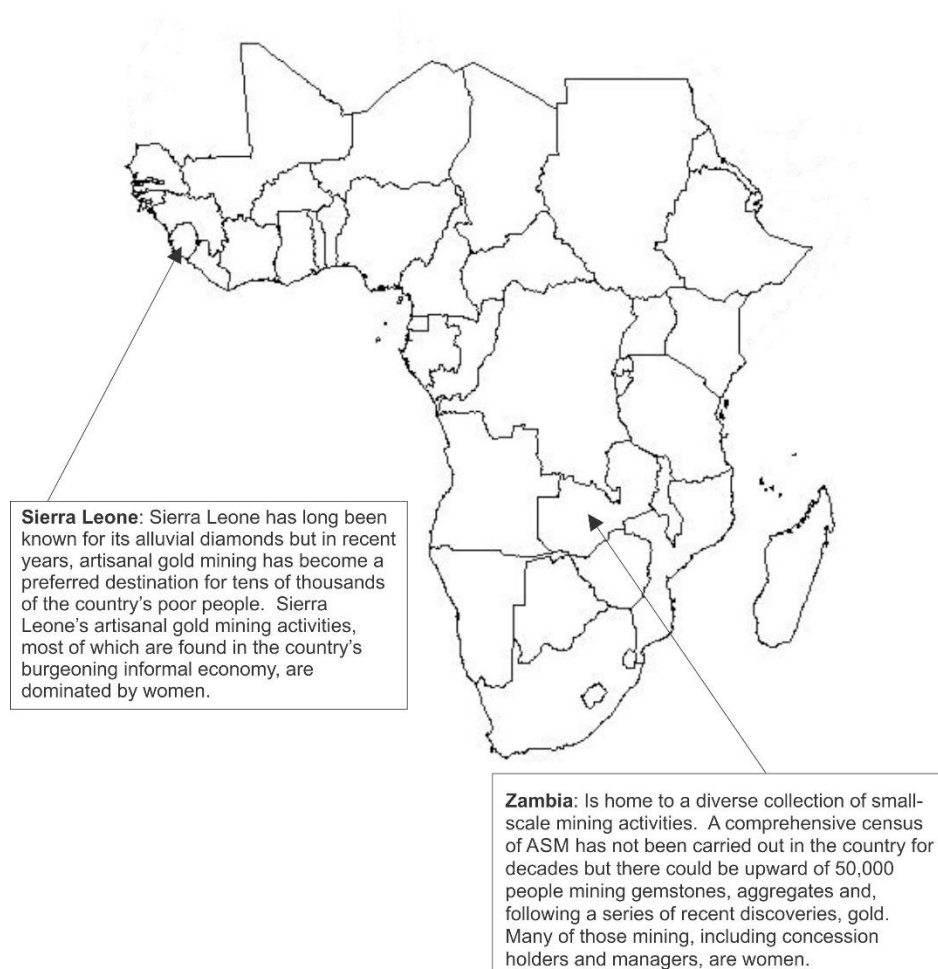 Sierra Leone: Sierra Leone has long been
known for its alluvial diamonds but in recent
years, artisanal gold mining has become a
preferred destination for tens of thousands
of the country's poor people.  Sierra
Leone's artisanal gold mining activities,
most of which are found in the country's
burgeoning informal economy, are
dominated by women.
Zambia: Is home to a diverse collection of small-
scale mining activities.  A comprehensive census
of ASM has not been carried out in the country for
decades but there could be upward of 50,000
people mining gemstones, aggregates and,
following a series of recent discoveries, gold.
Many of those mining, including concession
holders and managers, are women.